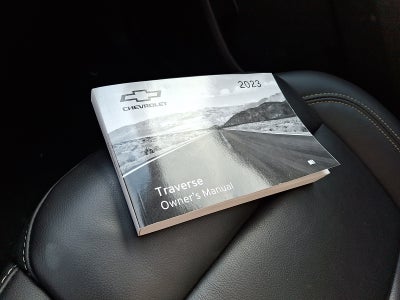 2023
CHEVROLET
Traverse
Owner's Manual